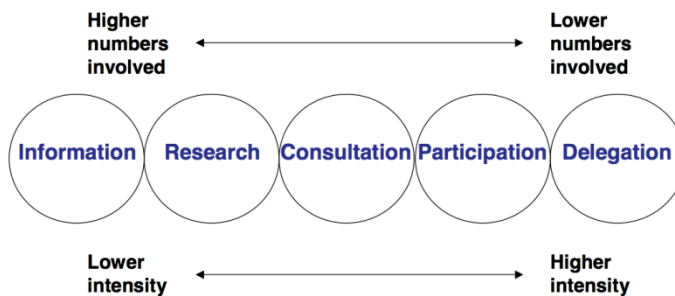 Higher numbers involved
Lower numbers involved
Information Research Consultation Participation Delegation
Lower intensity
Higher intensity